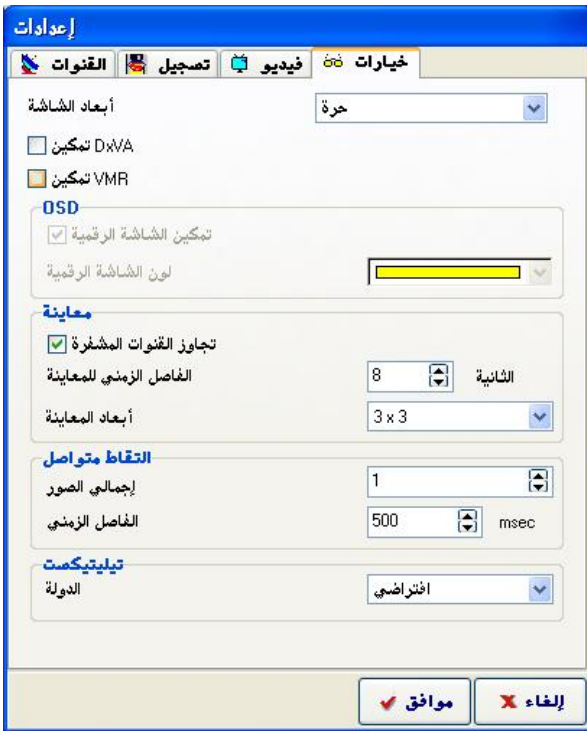 إعدادات
خيارات فيديو تصجيل القنوات
أبعاد الشاشة حرة
تمكين DxVA
تمكين VMR
OSD
تمكين الشاشة الرقمية
لون الشاشة الرقمية
معاينة
تجاوز القنوات المشفرة
الفاصل الزمني للمعاينة 8 الثانية
أبعاد المعاينة 3 x 3
التقاط متواصل
إجمالي الصور 1
الفاصل الزمني 500 msec
تيليتيكصت
الدولة افتراضي
موافق إلغاء